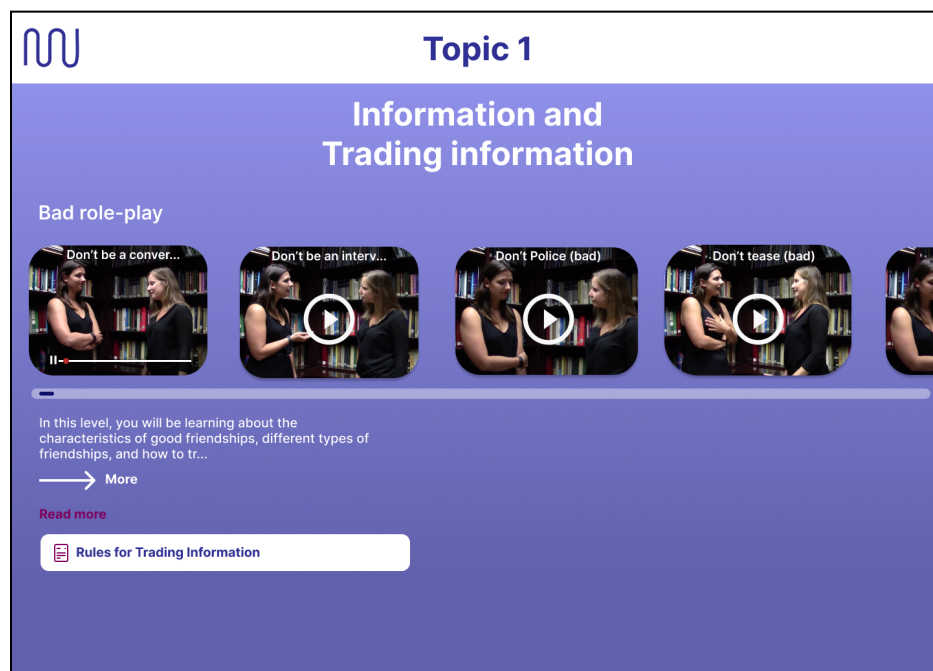 Topic 1
Information and
Trading information
Bad role-play
Don't be a conver...
Don't be an interv...
Don't Police (bad)
Don't tease (bad)
In this level, you will be learning about the
characteristics of good friendships, different types of
friendships, and how to tr...
More
Read more
Rules for Trading Information